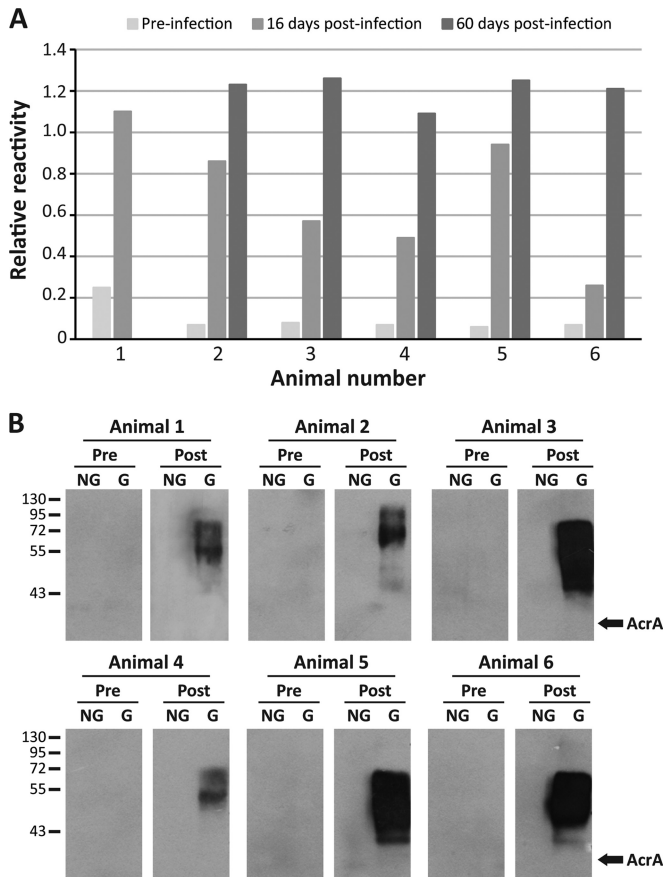 A
Pre-infection 16 days post-infection 60 days post-infection
1.4
1.2
1.0
0.8
0.6
0.4
0.2
0
Relative reactivity
1 2 3 4 5 6
Animal number
B
Animal 1 Animal 2 Animal 3
Pre Post Pre Post Pre Post
NG G NG G NG G NG G NG G NG G
130
95
72
55
43
AcrA
Animal 4 Animal 5 Animal 6
Pre Post Pre Post Pre Post
NG G NG G NG G NG G NG G NG G
130
95
72
55
43
AcrA